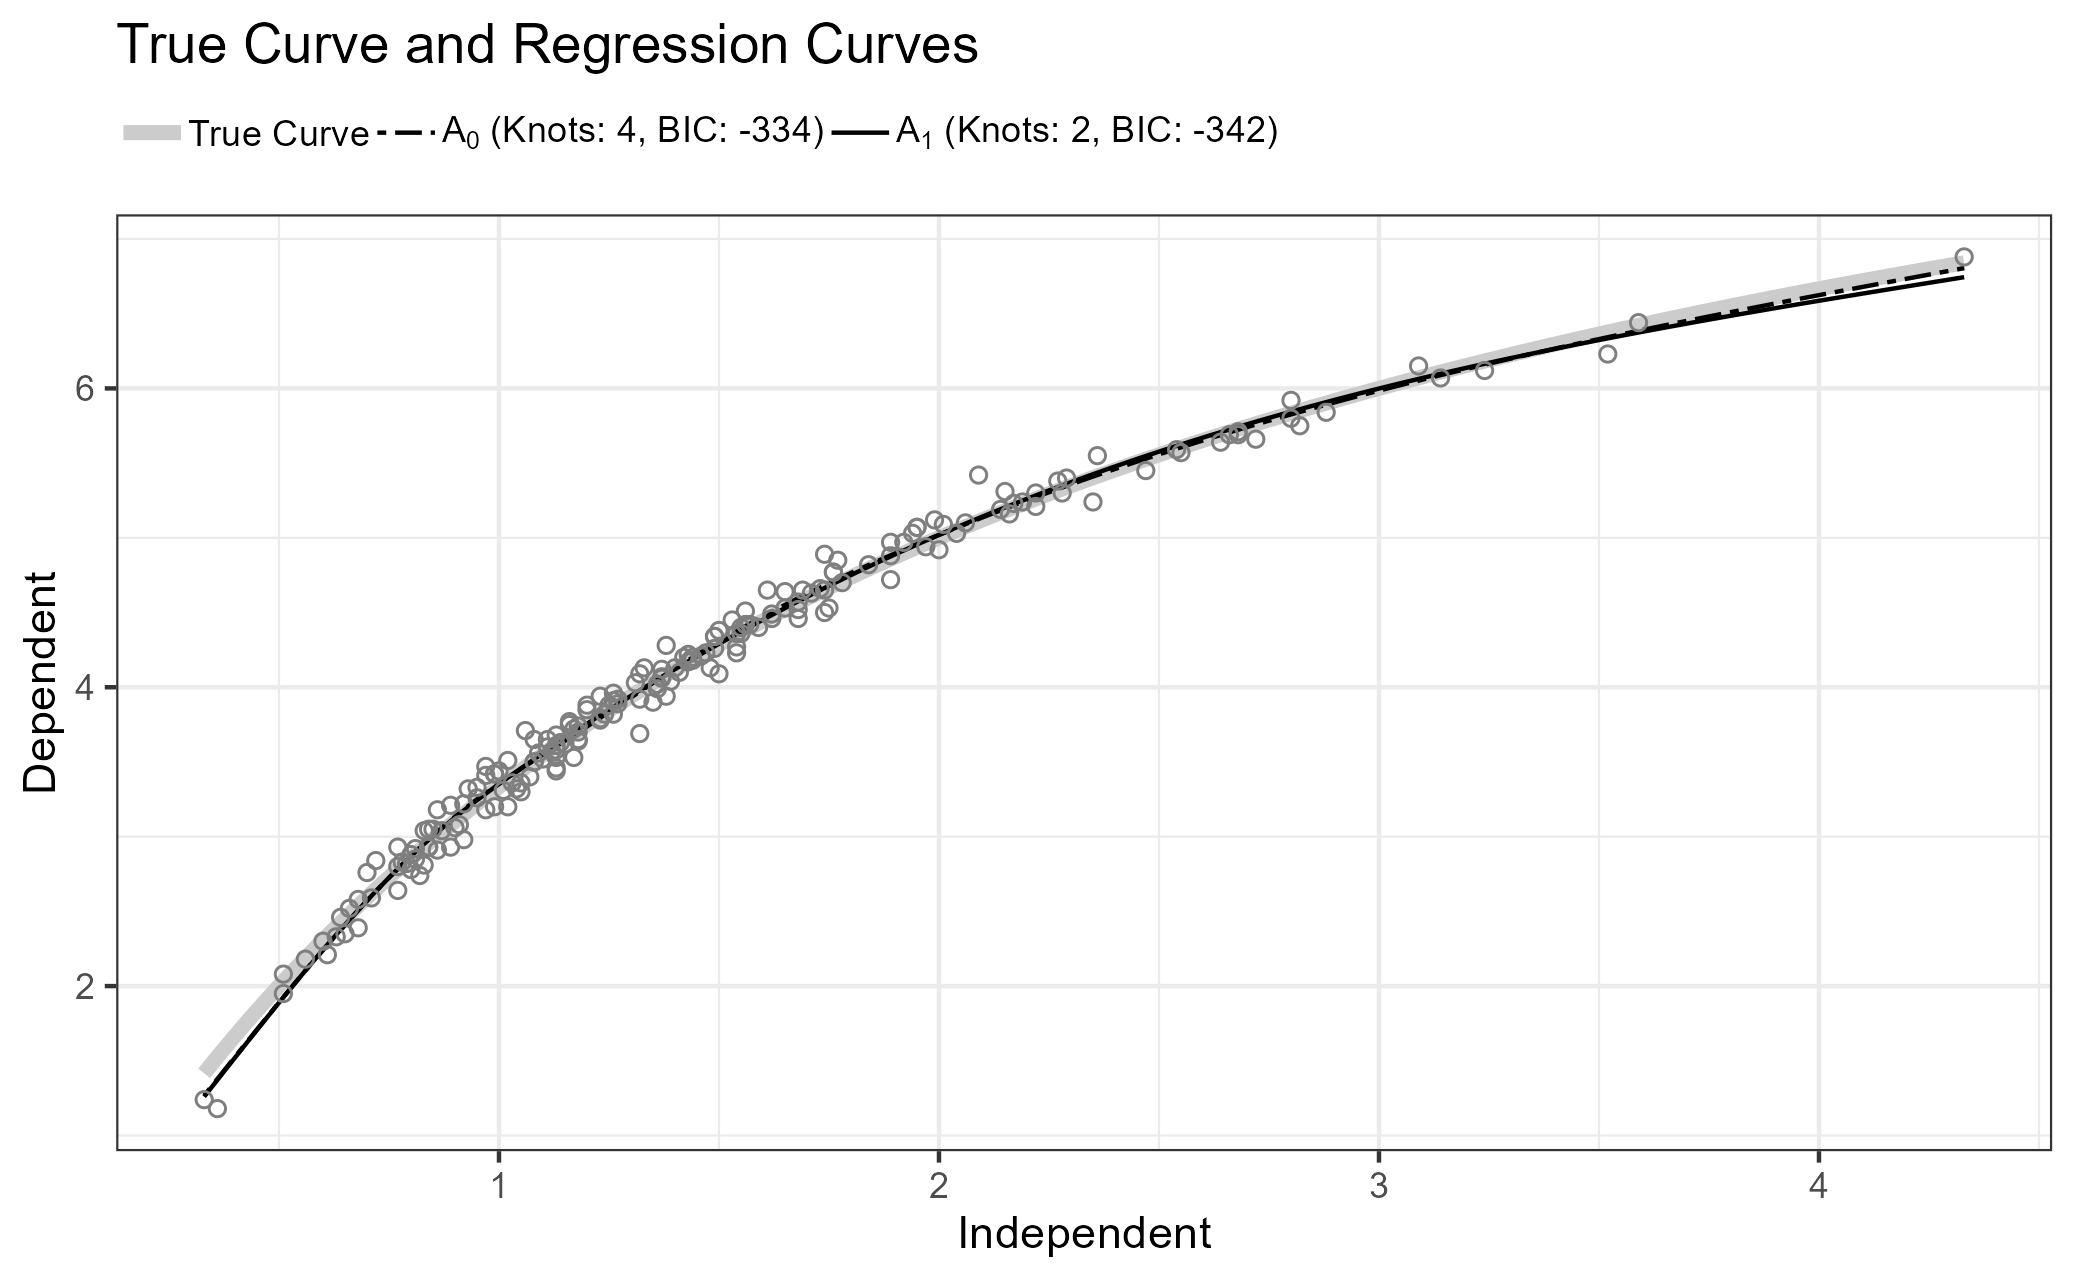 True Curve and Regression Curves
True Curve A₀ (Knots: 4, BIC: -334) A₁ (Knots: 2, BIC: -342)
6
4
2
Dependent
1 2 3 4
Independent